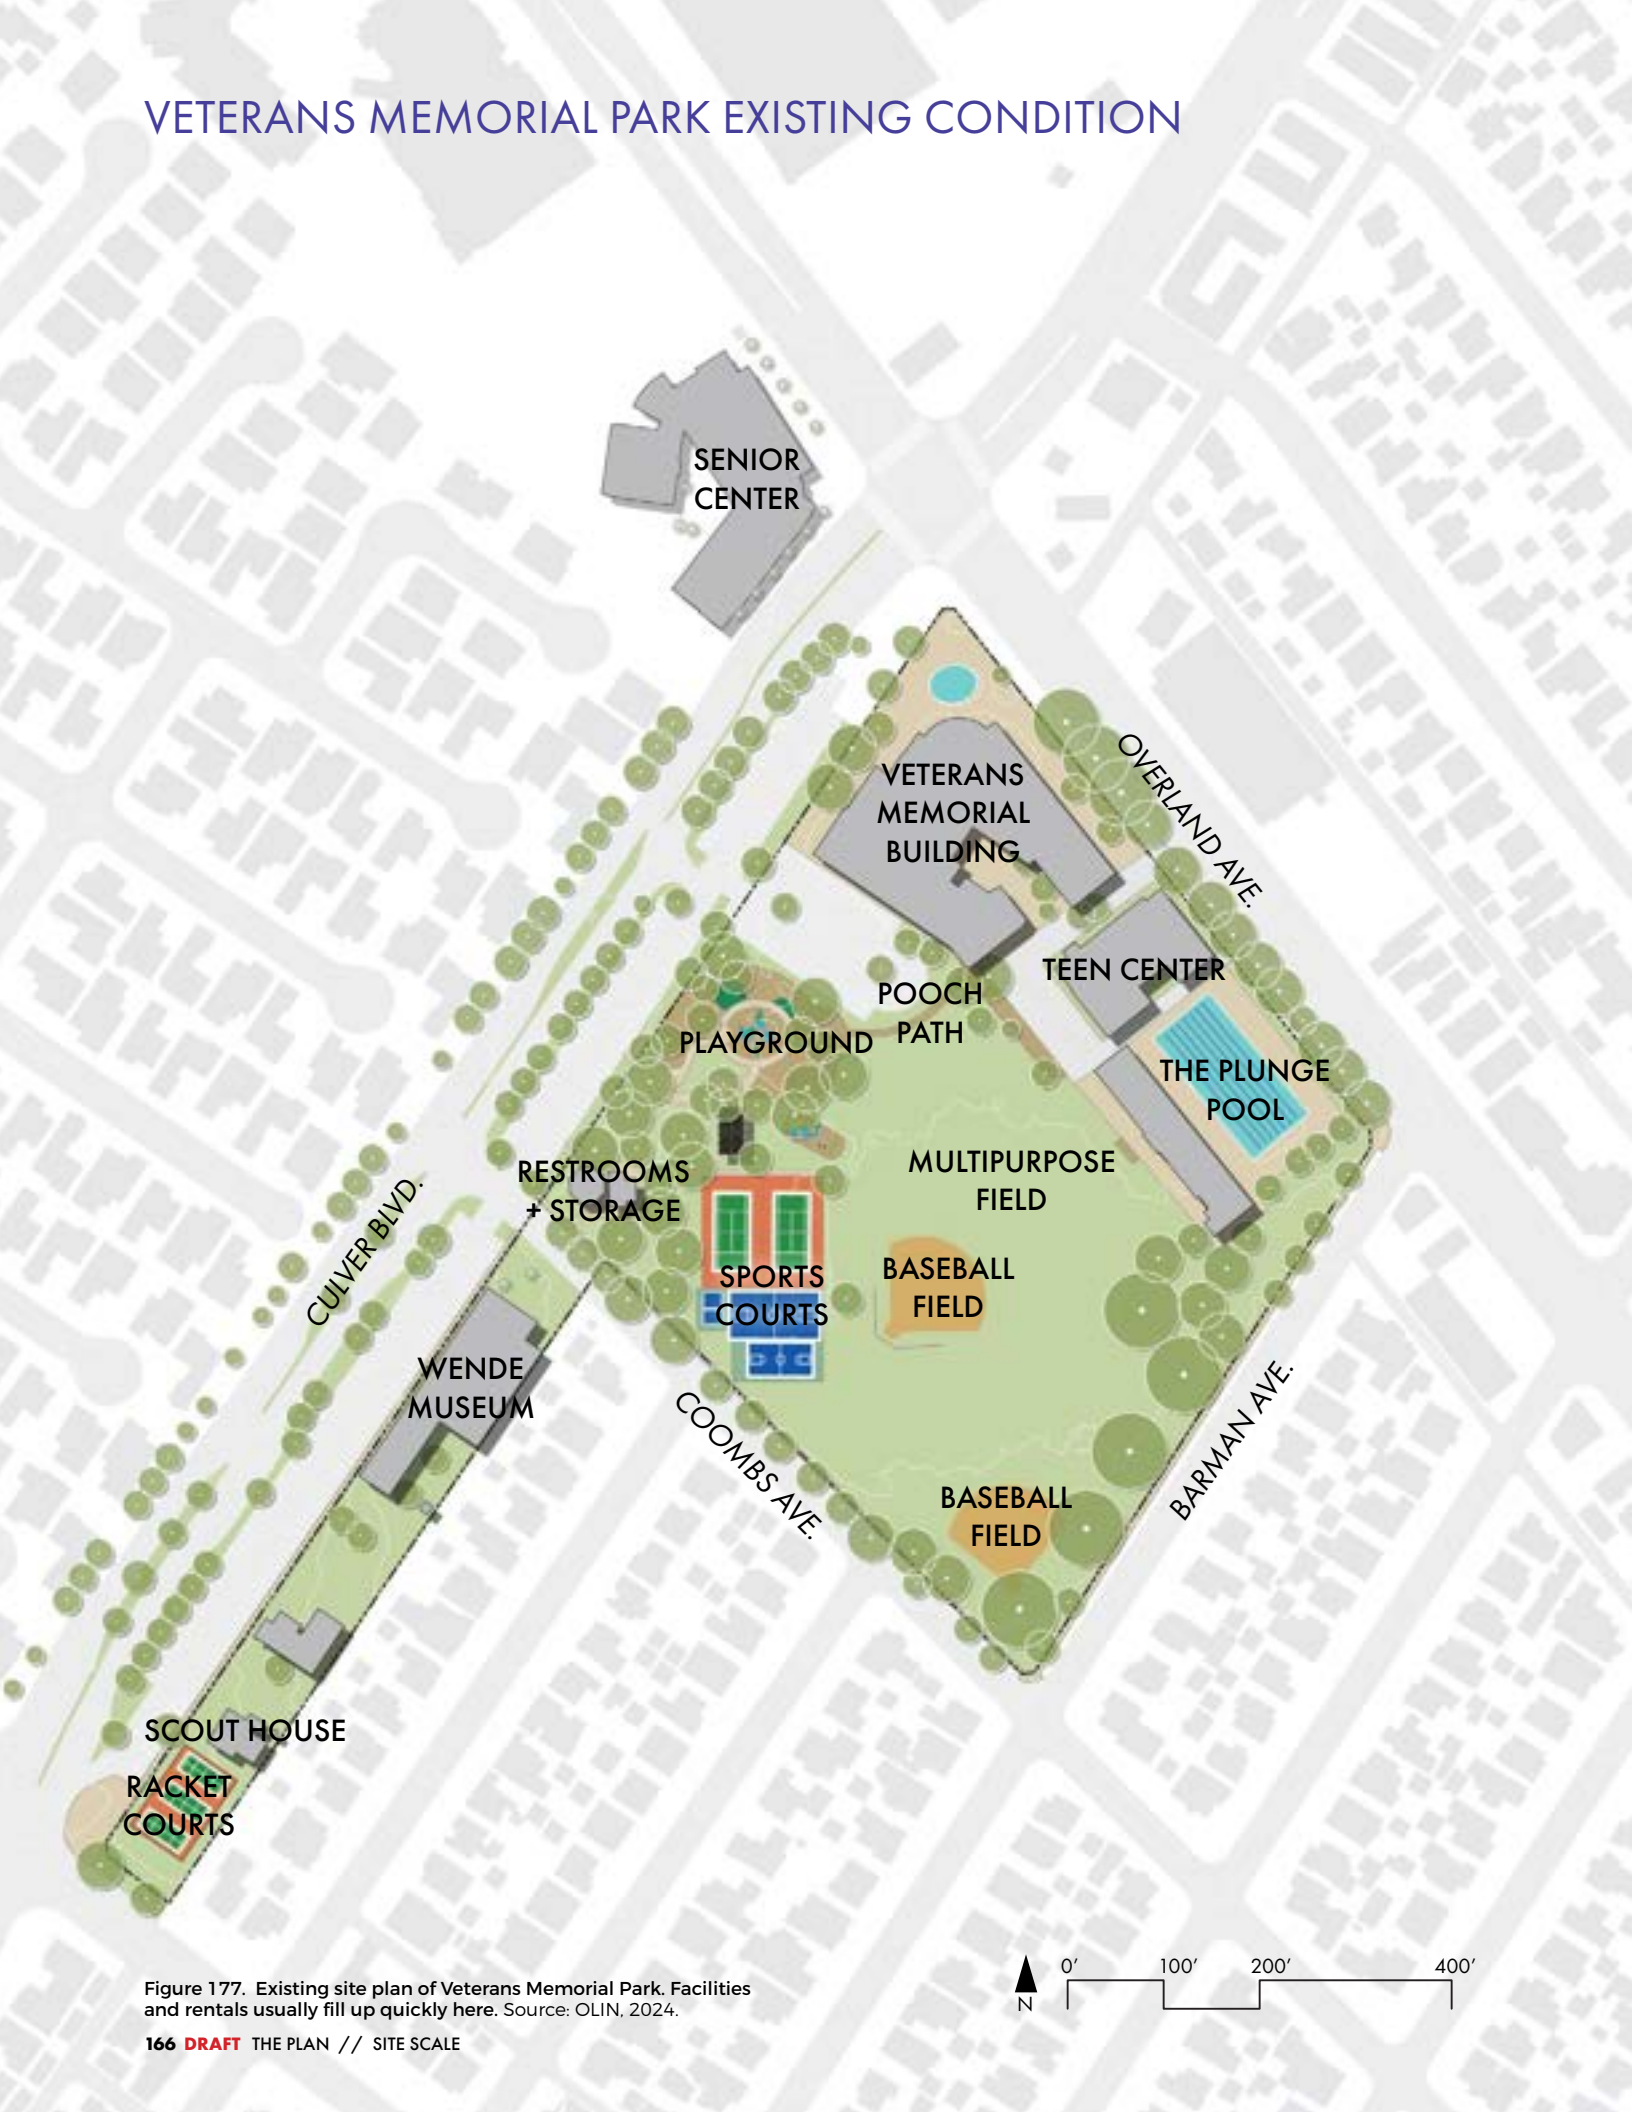 VETERANS MEMORIAL PARK EXISTING CONDITION
SENIOR
CENTER
OVERLAND AVE.
VETERANS
MEMORIAL
BUILDING
TEEN CENTER
POOCH
PATH
PLAYGROUND
THE PLUNGE
POOL
MULTIPURPOSE
FIELD
RESTROOMS
+ STORAGE
CULVER BLVD.
SPORTS
COURTS
BASEBALL
FIELD
WENDE
MUSEUM
COOMBS AVE.
BARMAN AVE.
BASEBALL
FIELD
SCOUT HOUSE
RACKET
COURTS
N
0’ 100’ 200’ 400’
Figure 177. Existing site plan of Veterans Memorial Park. Facilities
and rentals usually fill up quickly here. Source: OLIN, 2024.
166 DRAFT THE PLAN // SITE SCALE